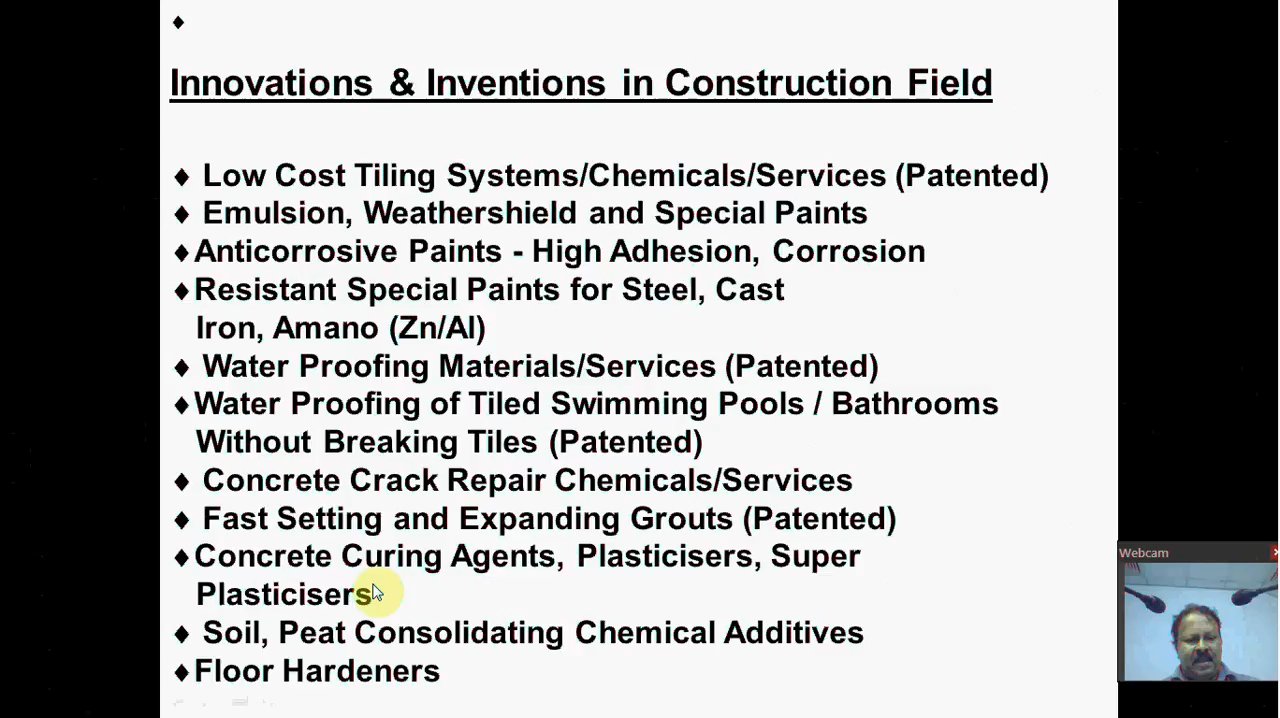 ♦
Innovations & Inventions in Construction Field
♦ Low Cost Tiling Systems/Chemicals/Services (Patented)
♦ Emulsion, Weathershield and Special Paints
♦Anticorrosive Paints - High Adhesion, Corrosion
♦Resistant Special Paints for Steel, Cast
Iron, Amano (Zn/Al)
♦ Water Proofing Materials/Services (Patented)
♦Water Proofing of Tiled Swimming Pools / Bathrooms
Without Breaking Tiles (Patented)
♦ Concrete Crack Repair Chemicals/Services
♦ Fast Setting and Expanding Grouts (Patented)
♦Concrete Curing Agents, Plasticisers, Super
Plasticisers
♦ Soil, Peat Consolidating Chemical Additives
♦Floor Hardeners
Webcam